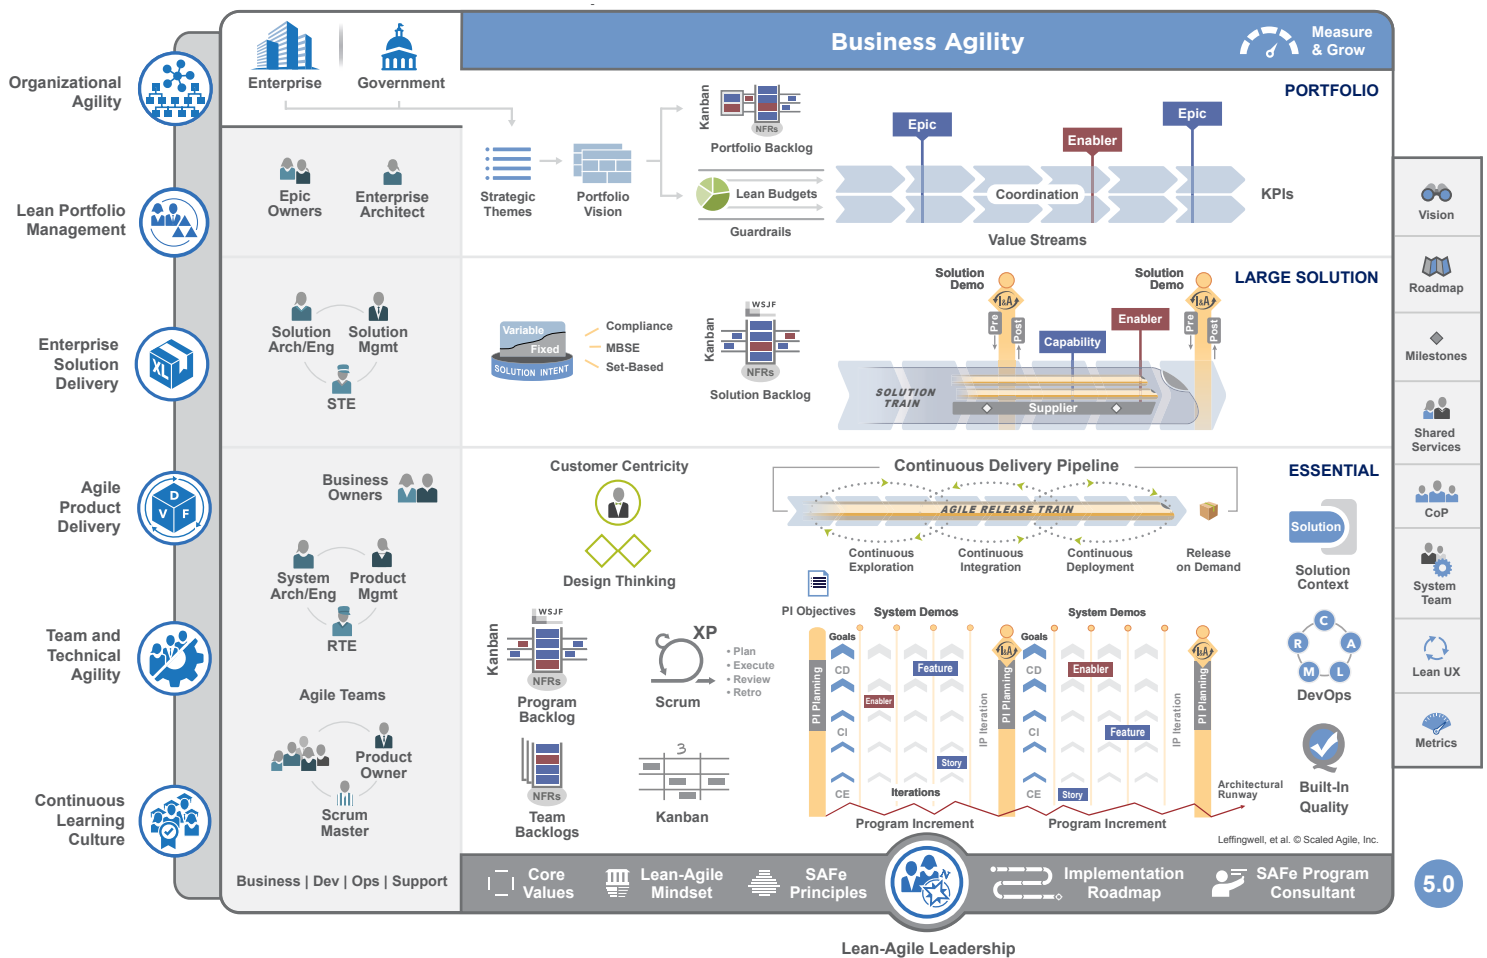 Business Agility
Measure
& Grow
Organizational
Agility
Lean Portfolio
Management
Enterprise
Solution
Delivery
XL
Agile
Product
Delivery
D
V
F
Team and
Technical
Agility
Continuous
Learning
Culture
Enterprise
Government
Epic
Owners
Enterprise
Architect
Solution
Arch/Eng
Solution
Mgmt
STE
Business
Owners
System
Arch/Eng
Product
Mgmt
RTE
Agile Teams
Product
Owner
Scrum
Master
Business | Dev | Ops | Support
PORTFOLIO
Strategic
Themes
Portfolio
Vision
Kanban
NFRs
Portfolio Backlog
Lean Budgets
Guardrails
Epic
Enabler
Epic
Coordination
KPIs
Value Streams
LARGE SOLUTION
Variable
Fixed
SOLUTION INTENT
Compliance
MBSE
Set-Based
Kanban
WSJF
NFRs
Solution Backlog
Solution
Demo
I&A
Pre
Post
Capability
Enabler
Solution
Demo
I&A
Pre
Post
SOLUTION
TRAIN
Supplier
ESSENTIAL
Customer Centricity
Design Thinking
Continuous Delivery Pipeline
AGILE RELEASE TRAIN
Continuous
Exploration
Continuous
Integration
Continuous
Deployment
Release
on Demand
Kanban
WSJF
NFRs
Program
Backlog
XP
• Plan
• Execute
• Review
• Retro
Scrum
NFRs
Team
Backlogs
3
Kanban
PI Objectives
System Demos
System Demos
PI Planning
Goals
CD
CI
CE
Enabler
Feature
Story
Iterations
IP Iteration
I&A
PI Planning
Goals
CD
CI
CE
Enabler
Feature
Story
IP Iteration
I&A
PI Planning
Architectural
Runway
Program Increment
Program Increment
Solution
Solution
Context
C
R
A
M
L
DevOps
Built-In
Quality
Leffingwell, et al. © Scaled Agile, Inc.
Vision
Roadmap
Milestones
Shared
Services
CoP
System
Team
Lean UX
Metrics
Core
Values
Lean-Agile
Mindset
SAFe
Principles
N
Implementation
Roadmap
SAFe Program
Consultant
5.0
Lean-Agile Leadership